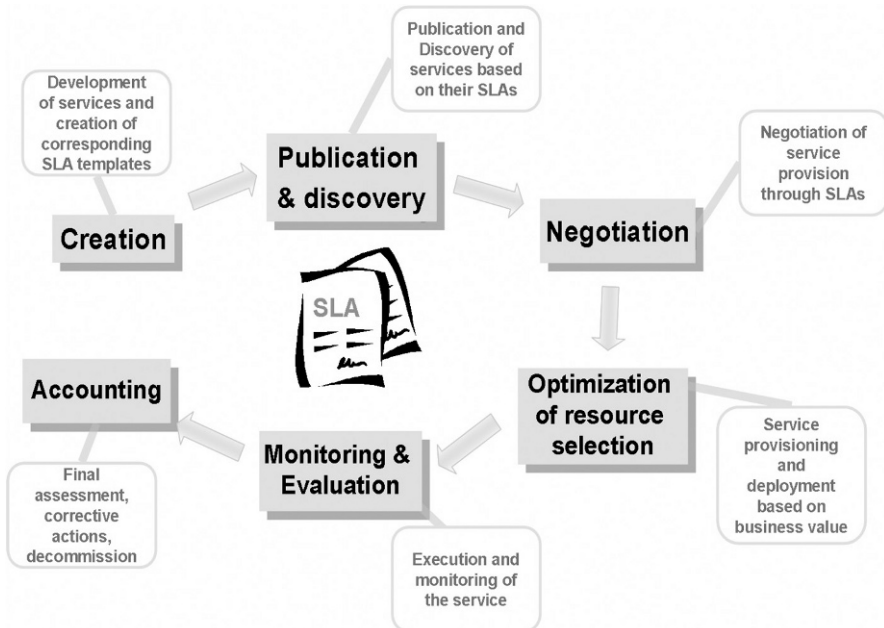 Publication and
Discovery of
services based
on their SLAs
Development
of services and
creation of
corresponding
SLA templates
Publication
& discovery
Negotiation of
service
provision
through SLAs
Creation
Negotiation
SLA
Accounting
Optimization
of resource
selection
Monitoring &
Evaluation
Service
provisioning
and
deployment
based on
business value
Final
assessment,
corrective
actions,
decommission
Execution and
monitoring of
the service